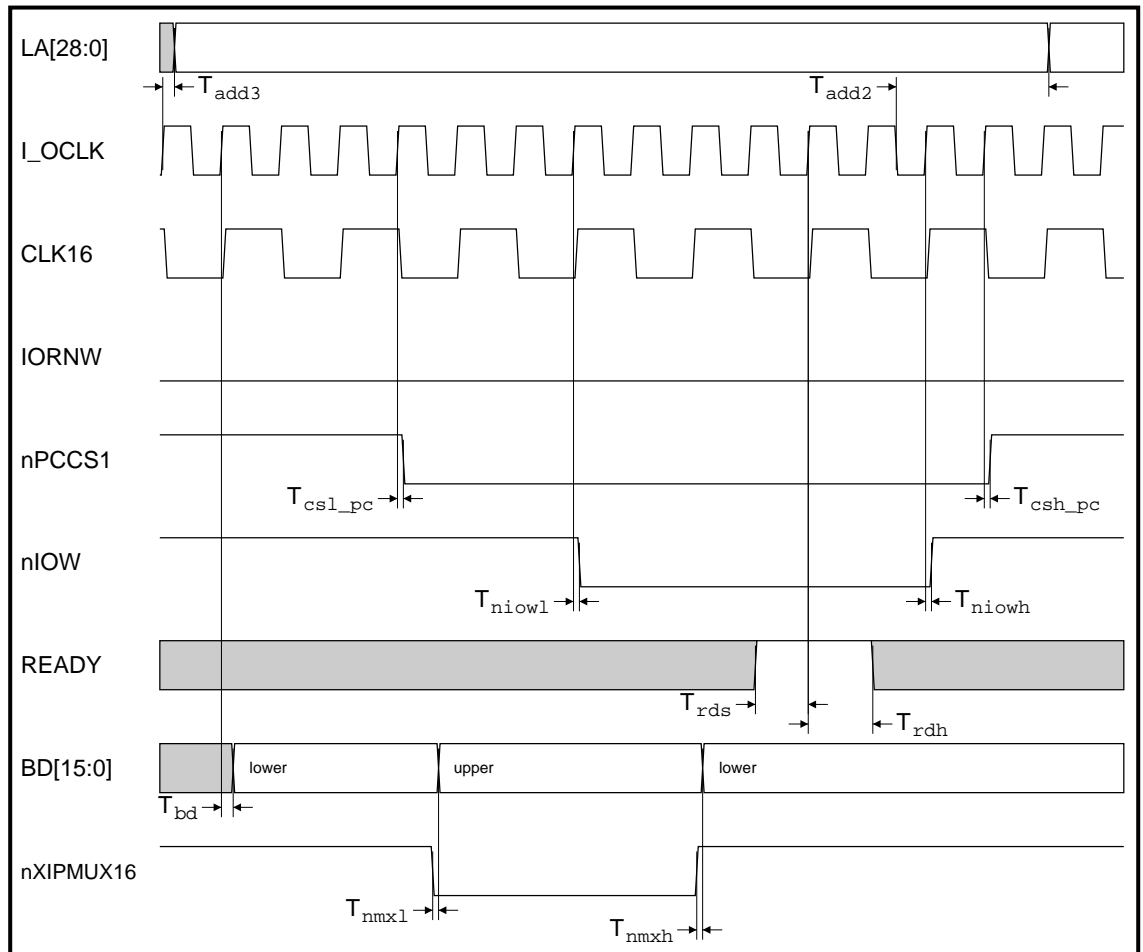 LA[28:0]
Tadd3
Tadd2
I_OCLK
CLK16
IORNW
nPCCS1
Tcsl_pc
Tcsh_pc
nIOW
Tniowl
Tniowh
READY
Trds
Trdh
BD[15:0]
lower
upper
lower
Tbd
nXIPMUX16
Tnmxl
Tnmxh